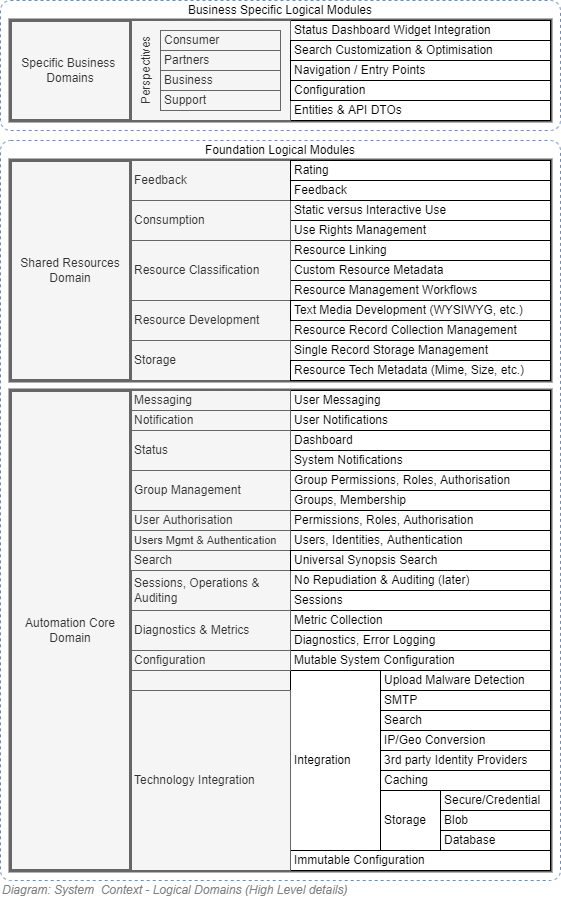 Business Specific Logical Modules
Specific Business
Domains
Perspectives
Consumer
Partners
Business
Support
Status Dashboard Widget Integration
Search Customization & Optimisation
Navigation / Entry Points
Configuration
Entities & API DTOs
Foundation Logical Modules
Shared Resources
Domain
Feedback
Rating
Feedback
Consumption
Static versus Interactive Use
Use Rights Management
Resource Classification
Resource Linking
Custom Resource Metadata
Resource Management Workflows
Resource Development
Text Media Development (WYSIWYG, etc.)
Resource Record Collection Management
Storage
Single Record Storage Management
Resource Tech Metadata (Mime, Size, etc.)
Automation Core
Domain
Messaging
User Messaging
Notification
User Notifications
Status
Dashboard
System Notifications
Group Management
Group Permissions, Roles, Authorisation
Groups, Membership
User Authorisation
Permissions, Roles, Authorisation
Users Mgmt & Authentication
Users, Identities, Authentication
Search
Universal Synopsis Search
Sessions, Operations &
Auditing
No Repudiation & Auditing (later)
Sessions
Diagnostics & Metrics
Metric Collection
Diagnostics, Error Logging
Configuration
Mutable System Configuration
Technology Integration
Integration
Upload Malware Detection
SMTP
Search
IP/Geo Conversion
3rd party Identity Providers
Caching
Storage
Secure/Credential
Blob
Database
Immutable Configuration
Diagram: System  Context - Logical Domains (High Level details)